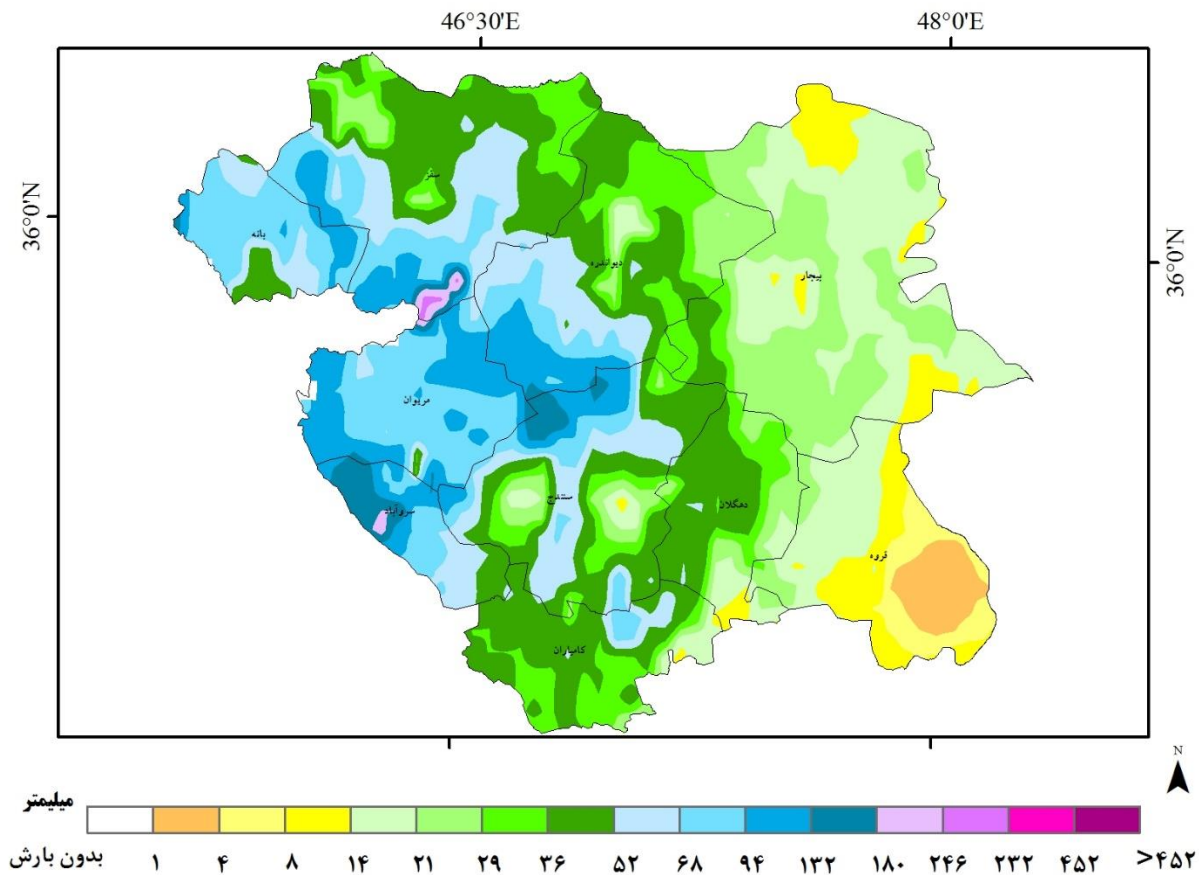 46°30'E 48°0'E
36°0'N
36°0'N
سقز
بانه
دیواندره
بیجار
مریوان
سنندج
دهگلان
سروآباد
قروه
کامیاران
N
میلیمتر
بدون بارش ۱ ۴ ۸ ۱۴ ۲۱ ۲۹ ۳۶ ۵۲ ۶۸ ۹۴ ۱۳۲ ۱۸۰ ۲۴۶ ۲۳۲ ۴۵۲ >۴۵۲